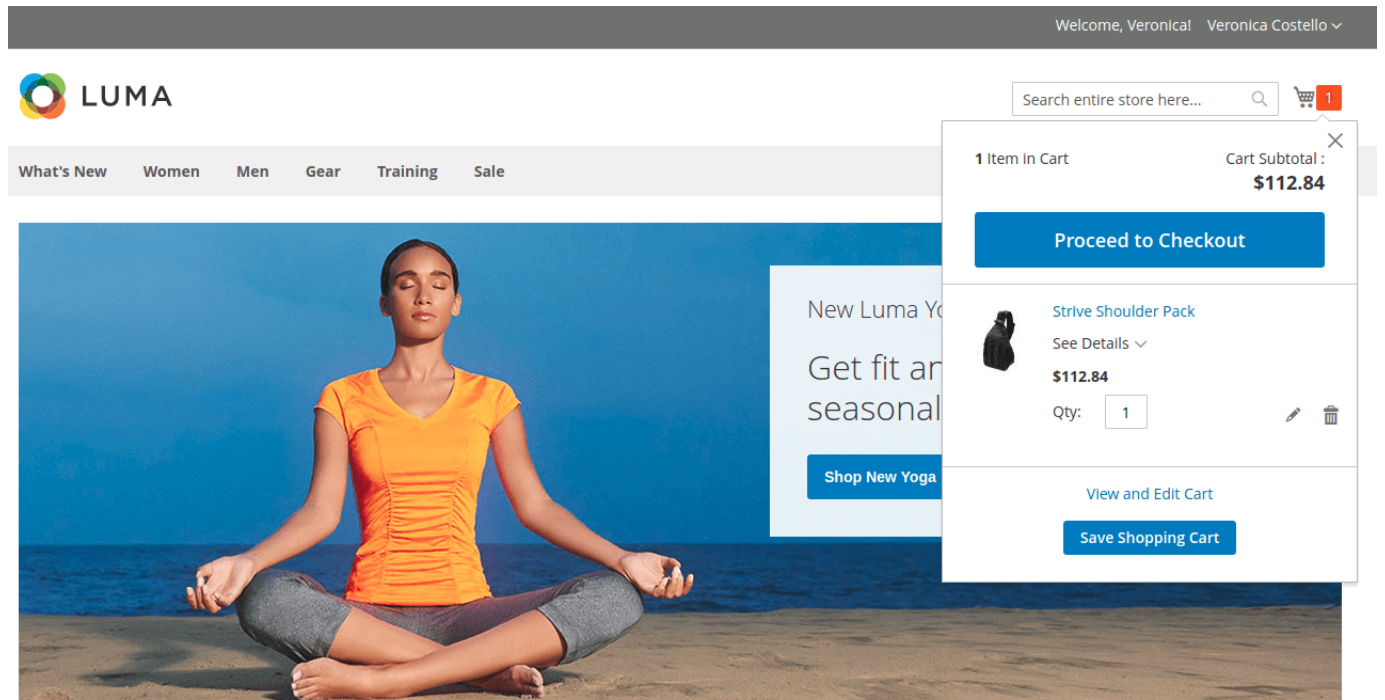 Welcome, Veronica! Veronica Costello
LUMA
Search entire store here...
1
What's New Women Men Gear Training Sale
1 Item in Cart
Cart Subtotal :
$112.84
Proceed to Checkout
Strive Shoulder Pack
See Details
$112.84
Qty: 1
View and Edit Cart
Save Shopping Cart
New Luma
Get fit
seasonal
Shop New Yoga